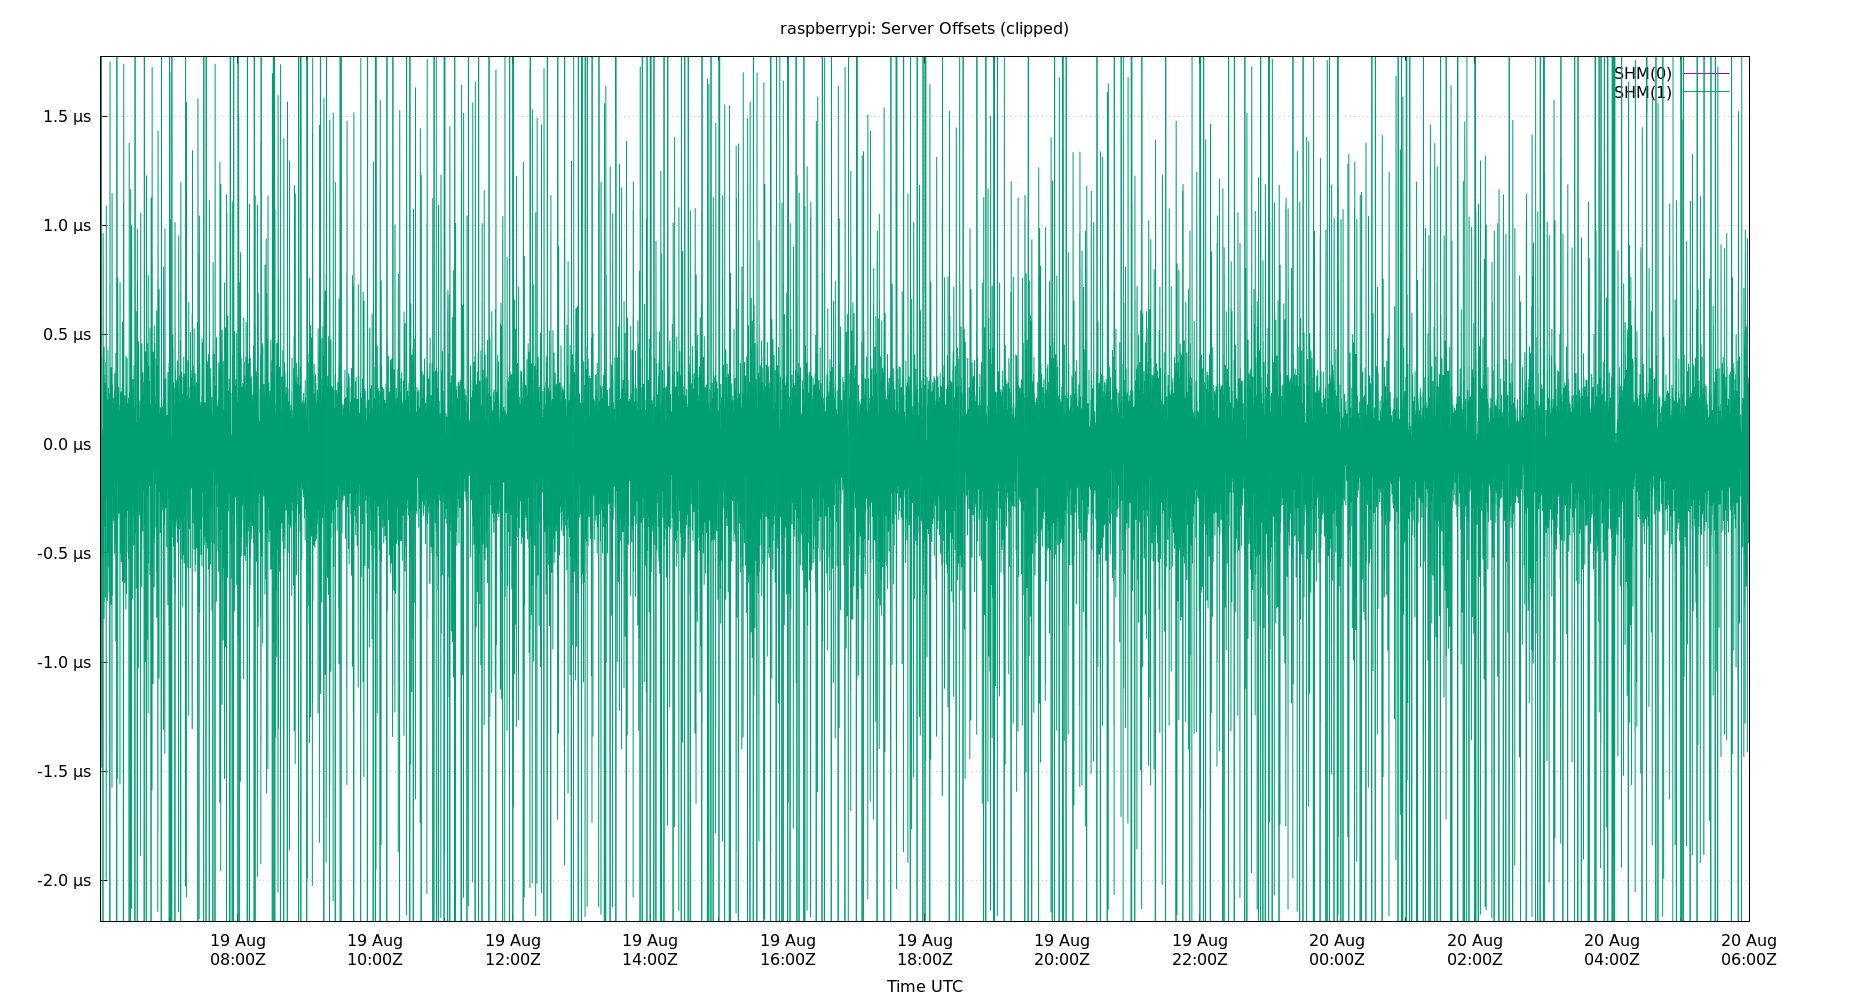 raspberrypi: Server Offsets (clipped)
SHM(0)
SHM(1)
1.5 µs
1.0 µs
0.5 µs
0.0 µs
-0.5 µs
-1.0 µs
-1.5 µs
-2.0 µs
19 Aug 19 Aug 19 Aug 19 Aug 19 Aug 19 Aug 19 Aug 19 Aug 20 Aug 20 Aug 20 Aug 20 Aug
08:00Z 10:00Z 12:00Z 14:00Z 16:00Z 18:00Z 20:00Z 22:00Z 00:00Z 02:00Z 04:00Z 06:00Z
Time UTC